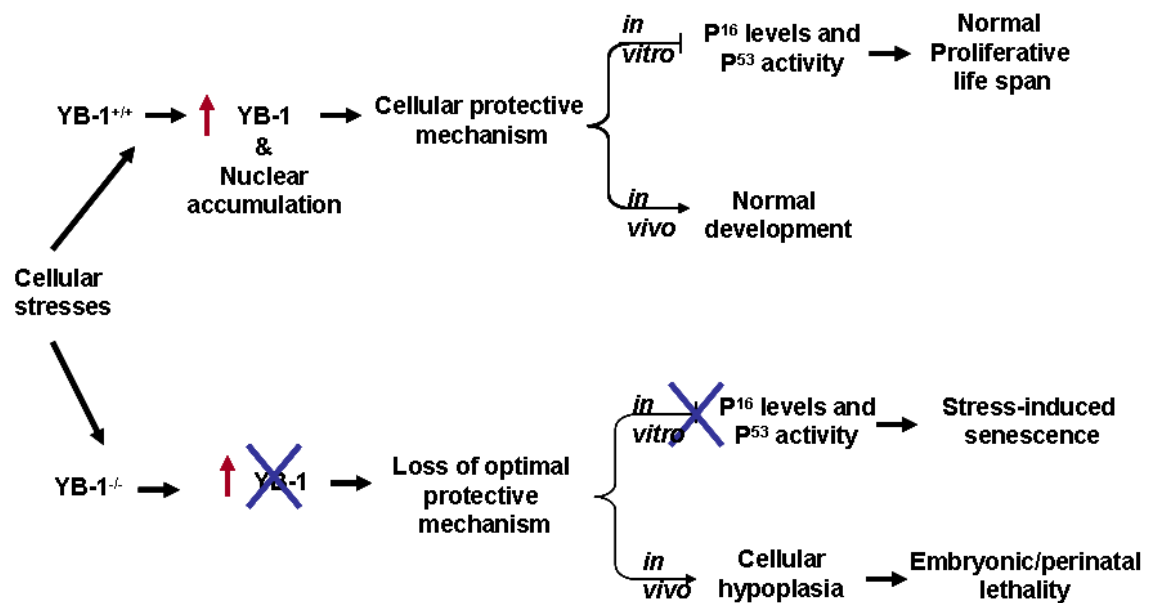 in
vitro
P16 levels and
P53 activity
Normal
Proliferative
life span
YB-1+/+
YB-1
&
Nuclear
accumulation
Cellular protective
mechanism
in
vivo
Normal
development
Cellular
stresses
in
vitro
P16 levels and
P53 activity
Stress-induced
senescence
YB-1-/-
YB-1
Loss of optimal
protective
mechanism
in
vivo
Cellular
hypoplasia
Embryonic/perinatal
lethality